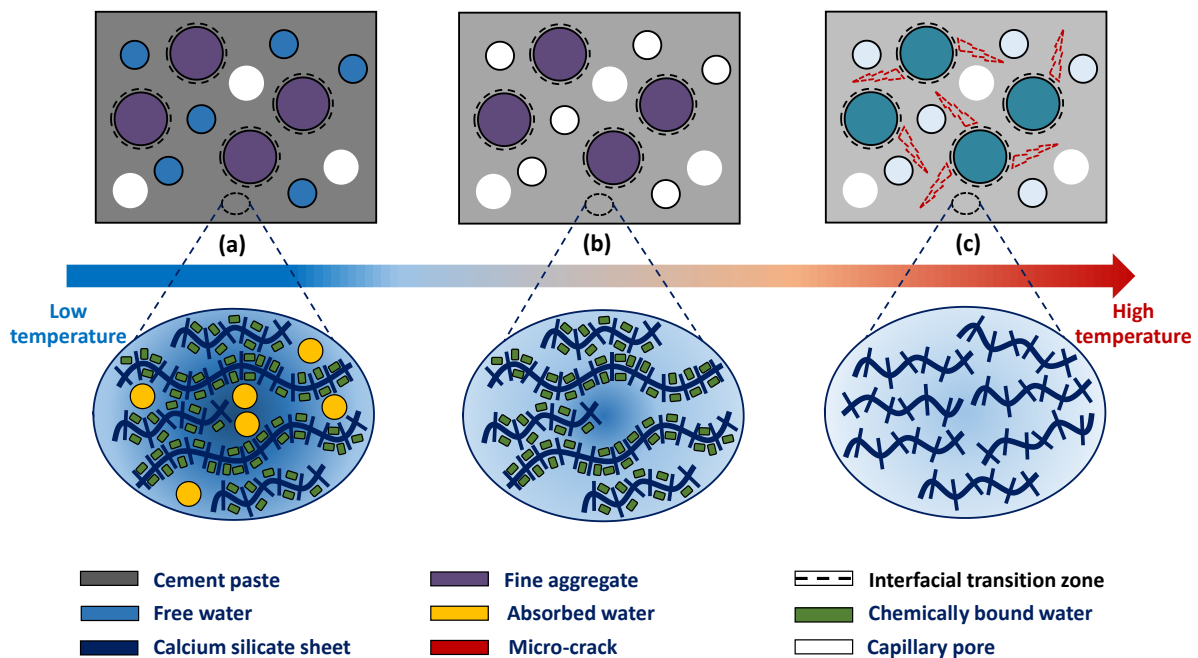 (a)
(b)
(c)
Low
temperature
High
temperature
Cement paste
Fine aggregate
Interfacial transition zone
Free water
Absorbed water
Chemically bound water
Calcium silicate sheet
Micro-crack
Capillary pore